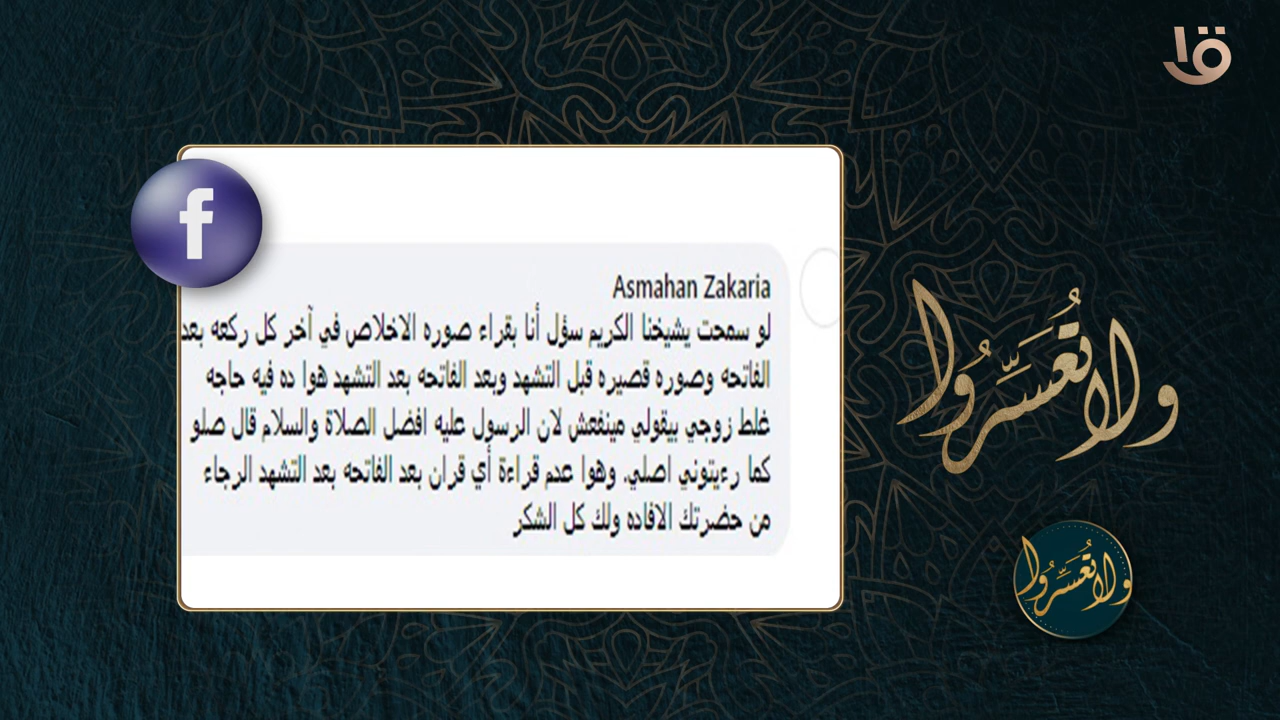 Asmahan Zakaria
لو سمحت يشيخنا الكريم سؤل أنا بقراء صوره الاخلاص في آخر كل ركعه بعد
الفاتحه وصوره قصيره قبل التشهد وبعد الفاتحه بعد التشهد هوا ده فيه حاجه
غلط زوجي بيقولي مينفعش لان الرسول عليه افضل الصلاة والسلام قال صلو
كما رءيتوني اصلي. وهوا عدم قراءة أي قران بعد الفاتحه بعد التشهد الرجاء
من حضرتك الافاده ولك كل الشكر
ولا تُعَسِّرُوا
ولا تُعَسِّرُوا